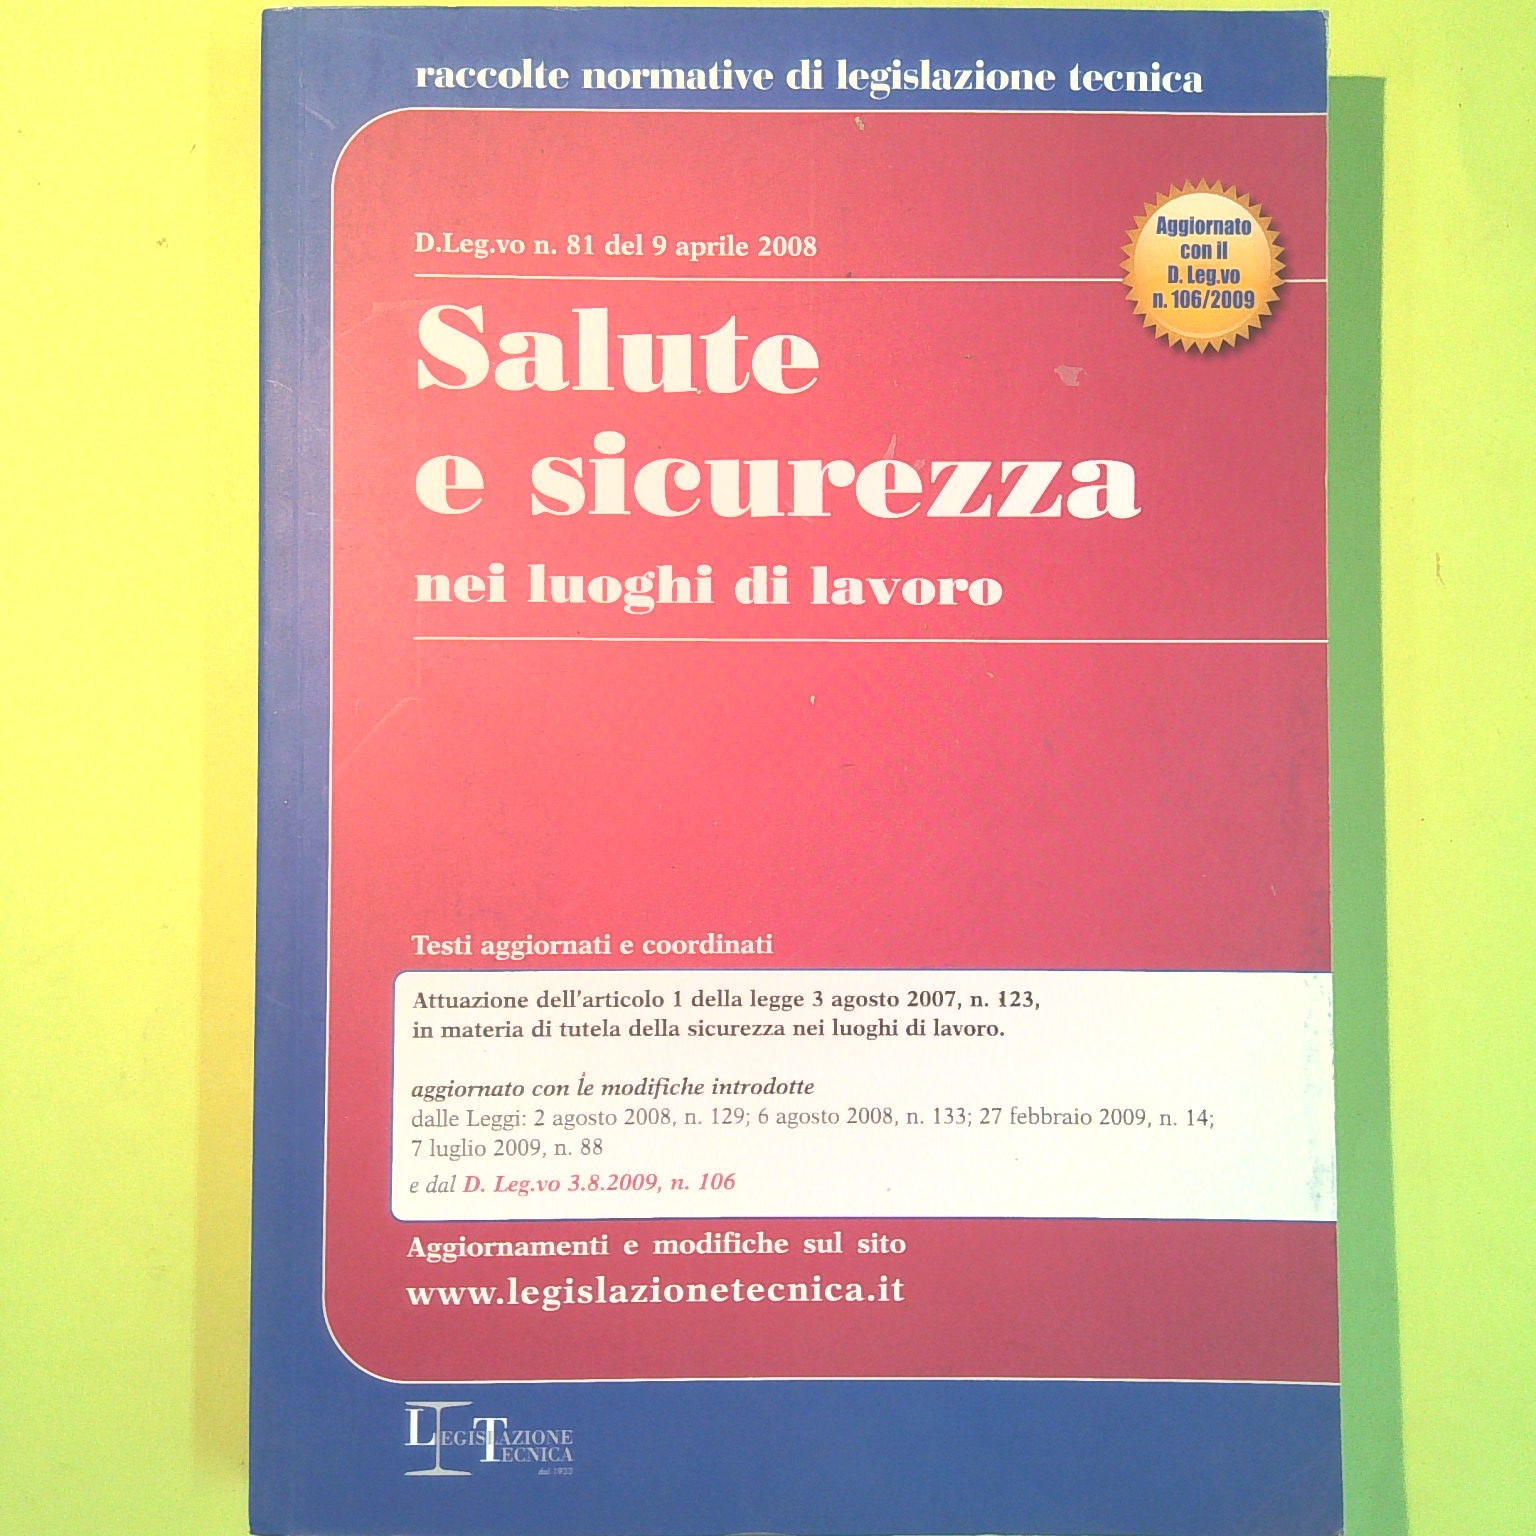 raccolte normative di legislazione tecnica
D.Leg.vo n. 81 del 9 aprile 2008
Aggiornato
con il
D. Leg.vo
n. 106/2009
Salute
e sicurezza
nei luoghi di lavoro
Testi aggiornati e coordinati
Attuazione dell'articolo 1 della legge 3 agosto 2007, n. 123,
in materia di tutela della sicurezza nei luoghi di lavoro.
aggiornato con le modifiche introdotte
dalle Leggi: 2 agosto 2008, n. 129; 6 agosto 2008, n. 133; 27 febbraio 2009, n. 14;
7 luglio 2009, n. 88
e dal D. Leg.vo 3.8.2009, n. 106
Aggiornamenti e modifiche sul sito
www.legislazionetecnica.it
LEGISLAZIONE
TECNICA
dal 1933